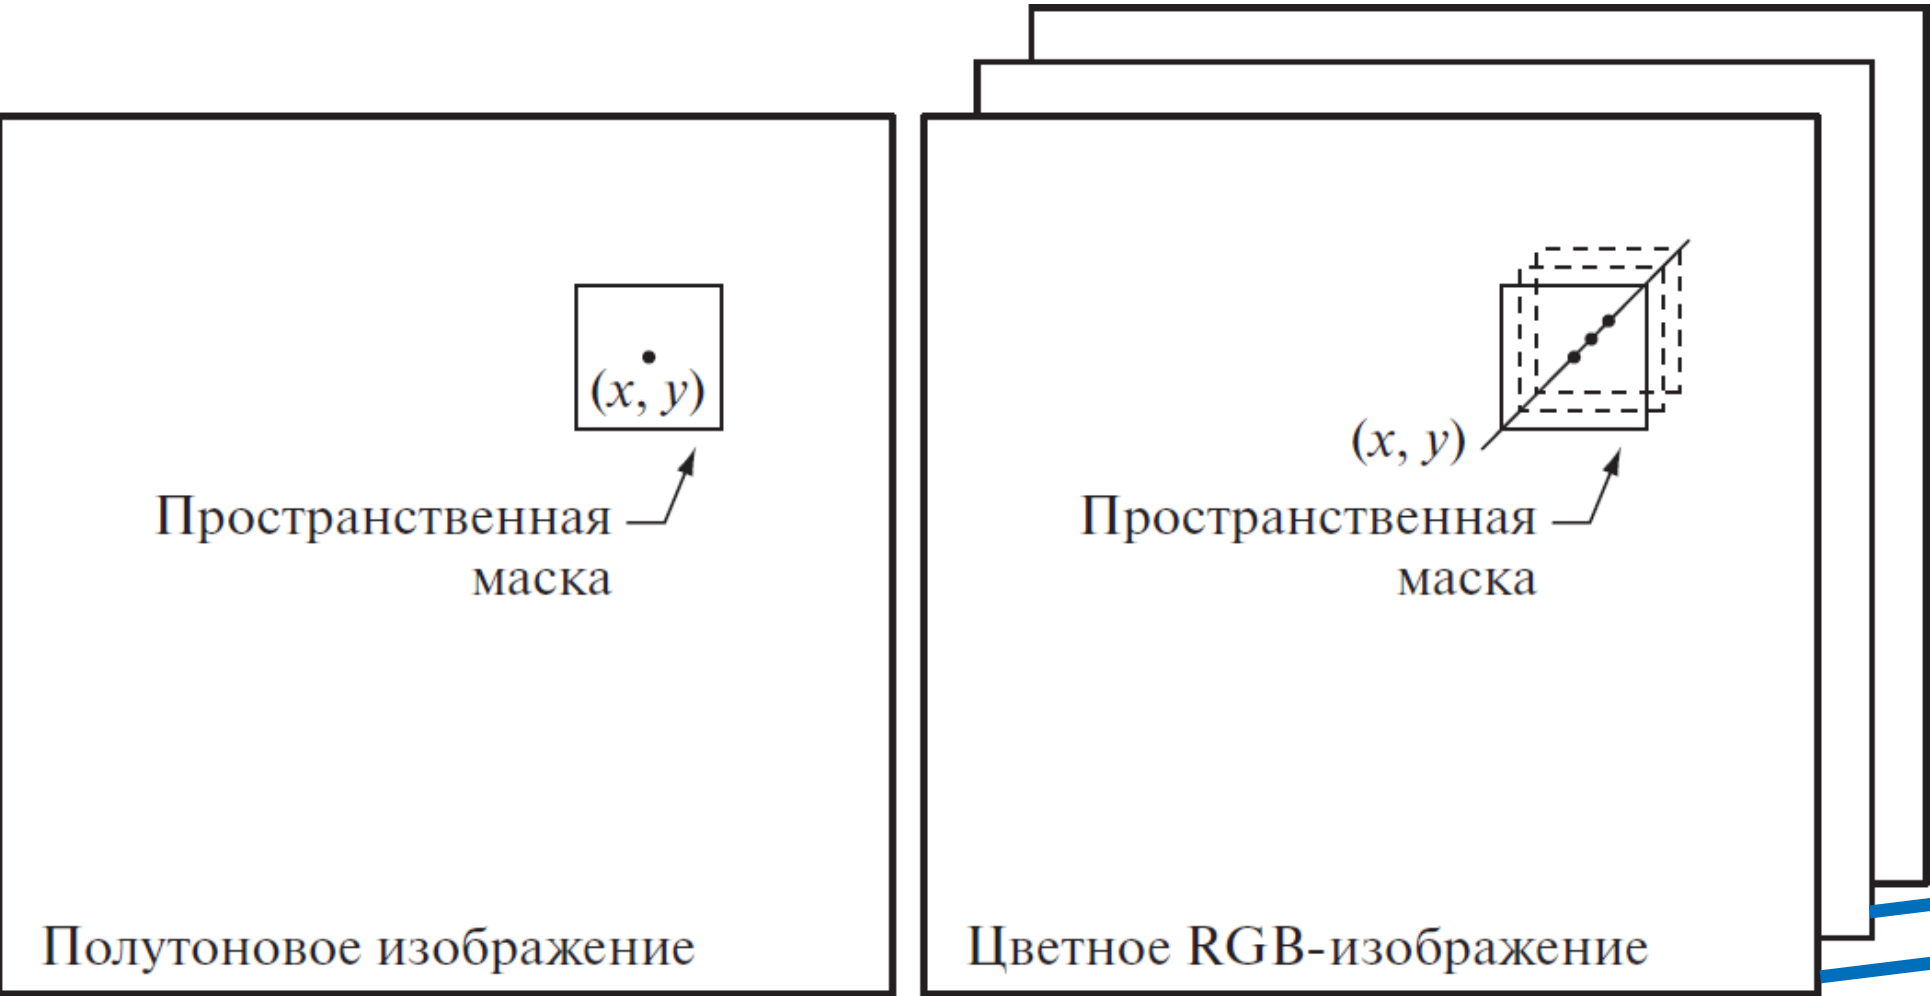 (x, y)
Пространственная
маска
Полутоновое изображение
(x, y)
Пространственная
маска
Цветное RGB-изображение